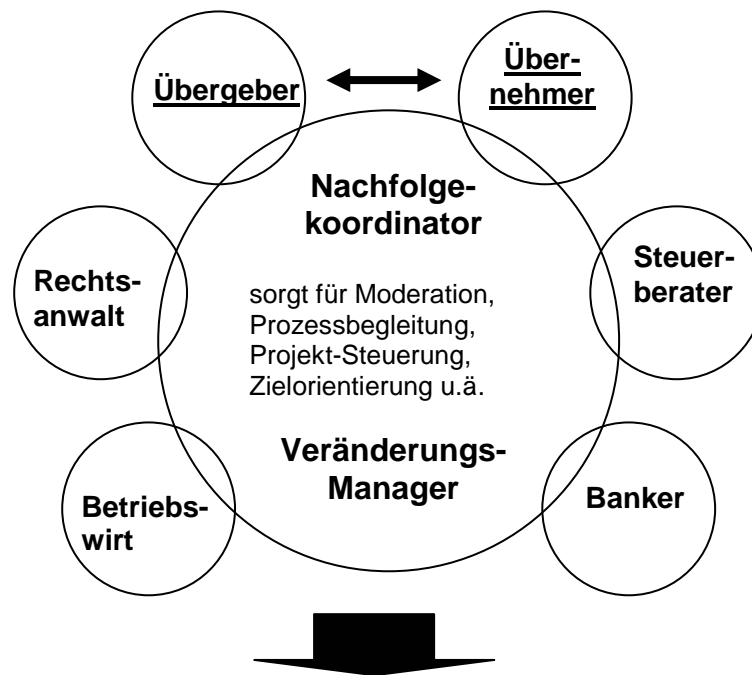 Übergeber
Über-
nehmer
Nachfolge-
koordinator
Rechts-
anwalt
sorgt für Moderation,
Prozessbegleitung,
Projekt-Steuerung,
Zielorientierung u.ä.
Steuer-
berater
Veränderungs-
Manager
Betriebs-
wirt
Banker